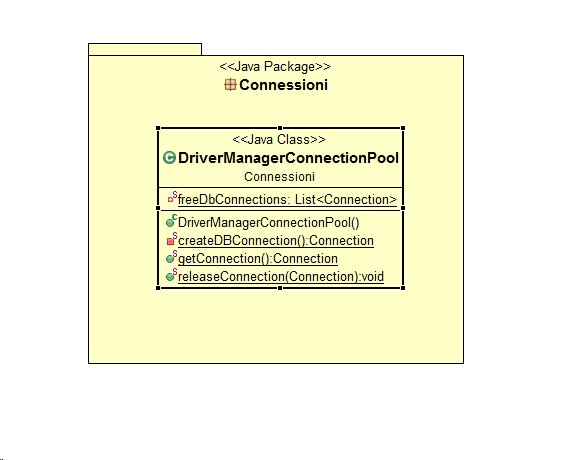 <<Java Package>>
Connessioni
<<Java Class>>
C DriverManagerConnectionPool
Connessioni
S freeDbConnections: List<Connection>
C DriverManagerConnectionPool()
S createDBConnection():Connection
S getConnection():Connection
S releaseConnection(Connection):void